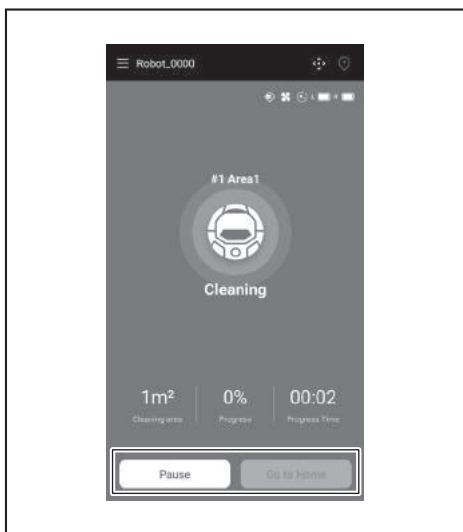 Robot_0000
#1 Area1
Cleaning
1m² 0% 00:02
Cleaning area Progress Progress Time
Pause Go to Home